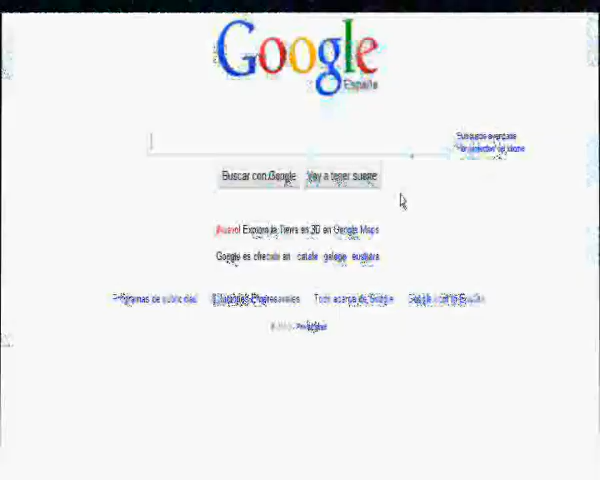 Google
España
Búsqueda avanzada
Herramientas del idioma
Buscar con Google Voy a tener suerte
¡Nuevo! Explora la Tierra en 3D en Google Maps
Google es ofrecido en: català galego euskara
Programas de publicidad Soluciones Empresariales Todo acerca de Google Google.com in English
Privacidad